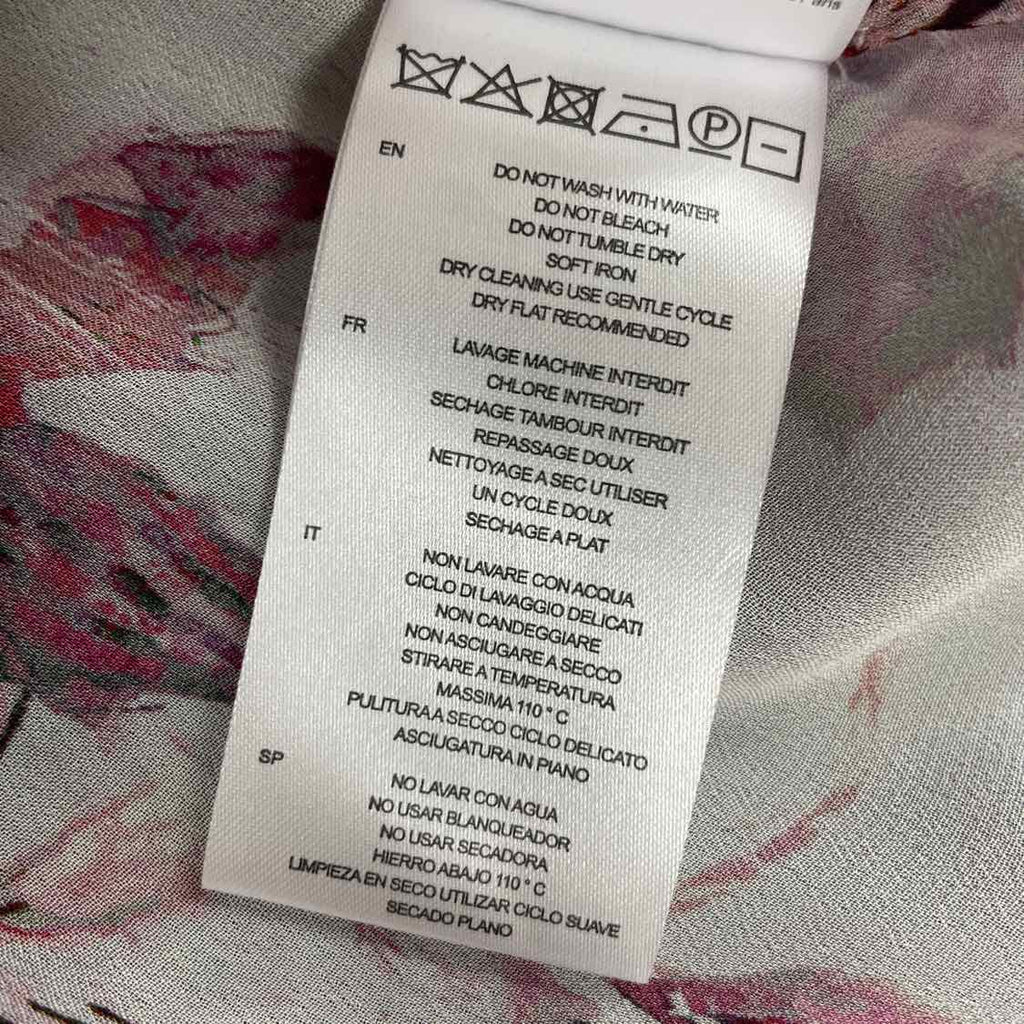 Paris
P
EN
DO NOT WASH WITH WATER
DO NOT BLEACH
DO NOT TUMBLE DRY
SOFT IRON
DRY CLEANING USE GENTLE CYCLE
DRY FLAT RECOMMENDED
FR
LAVAGE MACHINE INTERDIT
CHLORE INTERDIT
SECHAGE TAMBOUR INTERDIT
REPASSAGE DOUX
NETTOYAGE A SEC UTILISER
UN CYCLE DOUX
SECHAGE A PLAT
IT
NON LAVARE CON ACQUA
CICLO DI LAVAGGIO DELICATI
NON CANDEGGIARE
NON ASCIUGARE A SECCO
STIRARE A TEMPERATURA
MASSIMA 110 ° C
PULITURA A SECCO CICLO DELICATO
ASCIUGATURA IN PIANO
SP
NO LAVAR CON AGUA
NO USAR BLANQUEADOR
NO USAR SECADORA
HIERRO ABAJO 110 ° C
LIMPIEZA EN SECO UTILIZAR CICLO SUAVE
SECADO PLANO